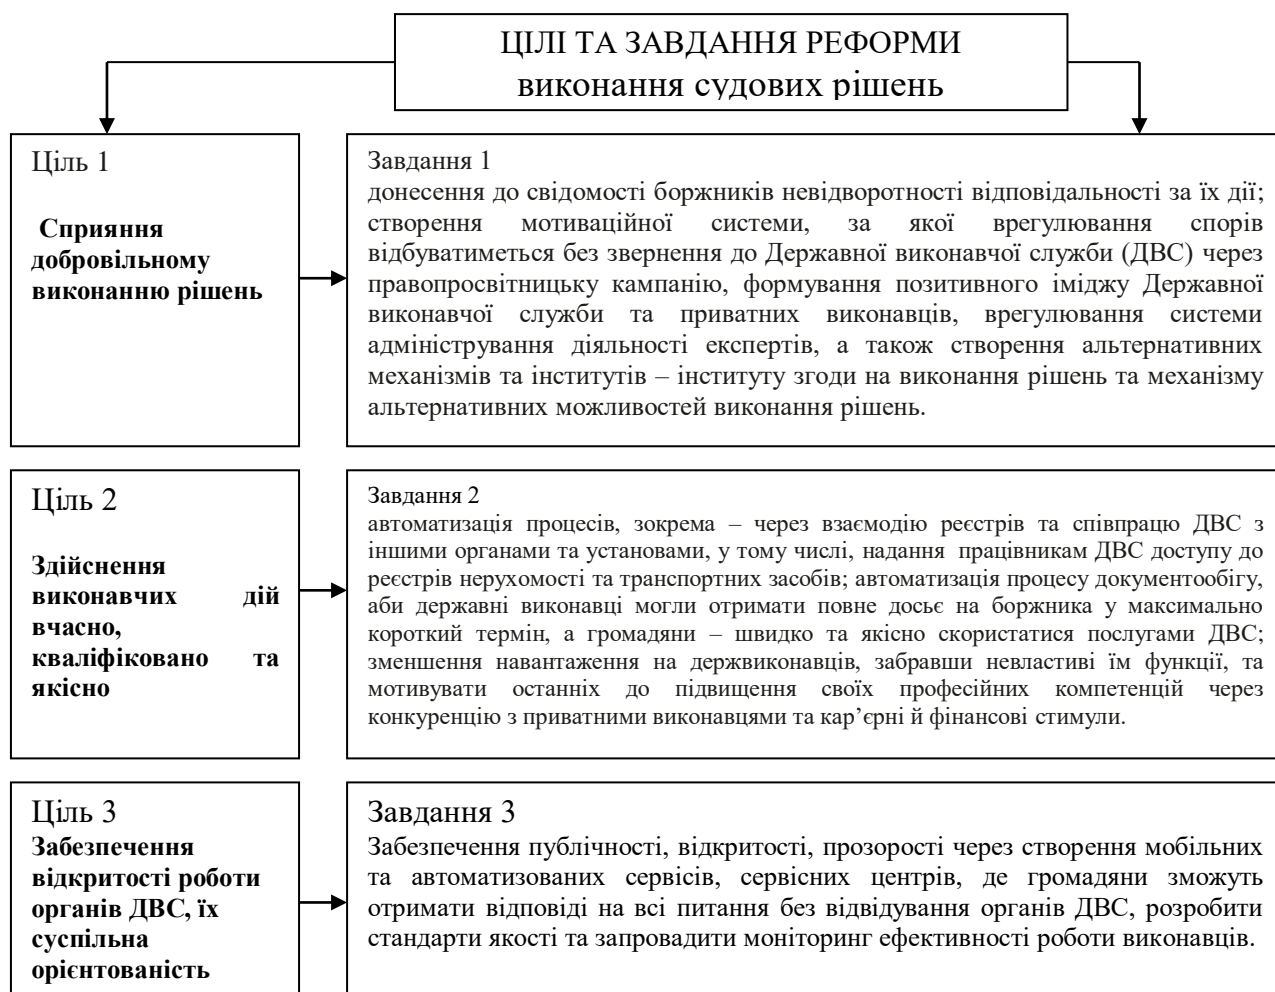 ЦІЛІ ТА ЗАВДАННЯ РЕФОРМИ
виконання судових рішень
Ціль 1
Сприяння
добровільному
виконанню рішень
Завдання 1
донесення до свідомості боржників невідворотності відповідальності за їх дії;
створення мотиваційної системи, за якої врегулювання спорів
відбуватиметься без звернення до Державної виконавчої служби (ДВС) через
правопросвітницьку кампанію, формування позитивного іміджу Державної
виконавчої служби та приватних виконавців, врегулювання системи
адміністрування діяльності експертів, а також створення альтернативних
механізмів та інститутів – інституту згоди на виконання рішень та механізму
альтернативних можливостей виконання рішень.
Ціль 2
Здійснення
виконавчих дій
вчасно,
кваліфіковано та
якісно
Завдання 2
автоматизація процесів, зокрема – через взаємодію реєстрів та співпрацю ДВС з
іншими органами та установами, у тому числі, надання працівникам ДВС доступу до
реєстрів нерухомості та транспортних засобів; автоматизація процесу документообігу,
аби державні виконавці могли отримати повне досьє на боржника у максимально
короткий термін, а громадяни – швидко та якісно скористатися послугами ДВС;
зменшення навантаження на держвиконавців, забравши невластиві їм функції, та
мотивувати останніх до підвищення своїх професійних компетенцій через
конкуренцію з приватними виконавцями та кар’єрні й фінансові стимули.
Ціль 3
Забезпечення
відкритості роботи
органів ДВС, їх
суспільна
орієнтованість
Завдання 3
Забезпечення публічності, відкритості, прозорості через створення мобільних
та автоматизованих сервісів, сервісних центрів, де громадяни зможуть
отримати відповіді на всі питання без відвідування органів ДВС, розробити
стандарти якості та запровадити моніторинг ефективності роботи виконавців.